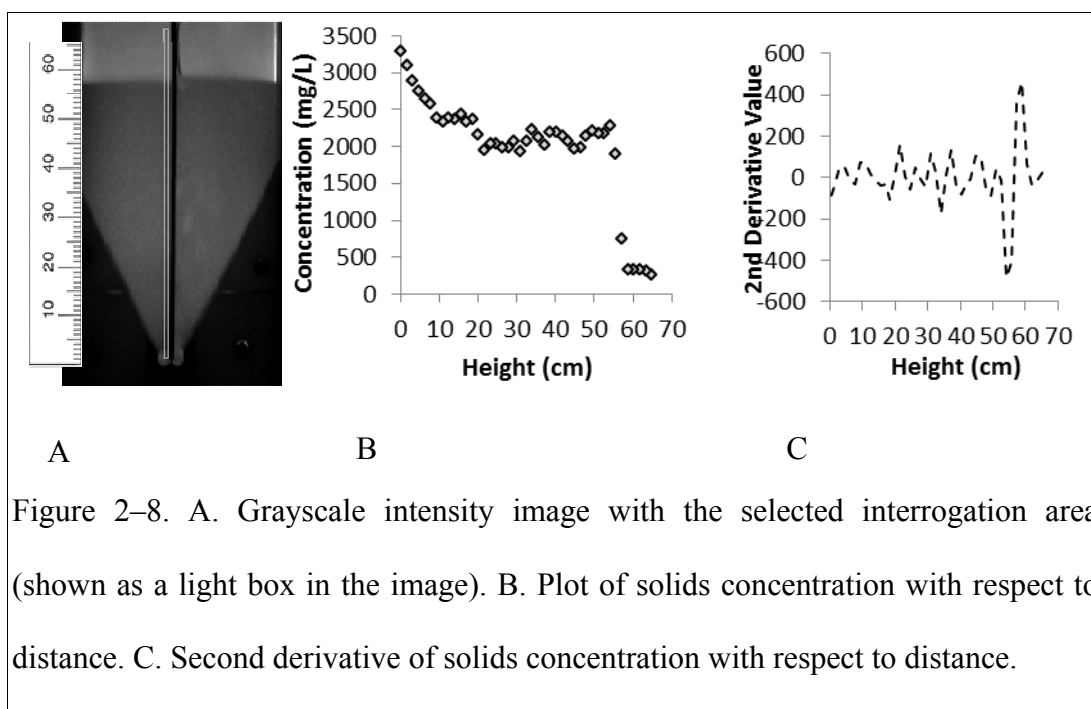 60
50
40
30
20
10
Concentration (mg/L)
3500
3000
2500
2000
1500
1000
500
0
0 10 20 30 40 50 60 70
Height (cm)
2nd Derivative Value
600
400
200
0
-200
-400
-600
0 10 20 30 40 50 60 70
Height (cm)
A B C
Figure 2–8. A. Grayscale intensity image with the selected interrogation area
(shown as a light box in the image). B. Plot of solids concentration with respect to
distance. C. Second derivative of solids concentration with respect to distance.